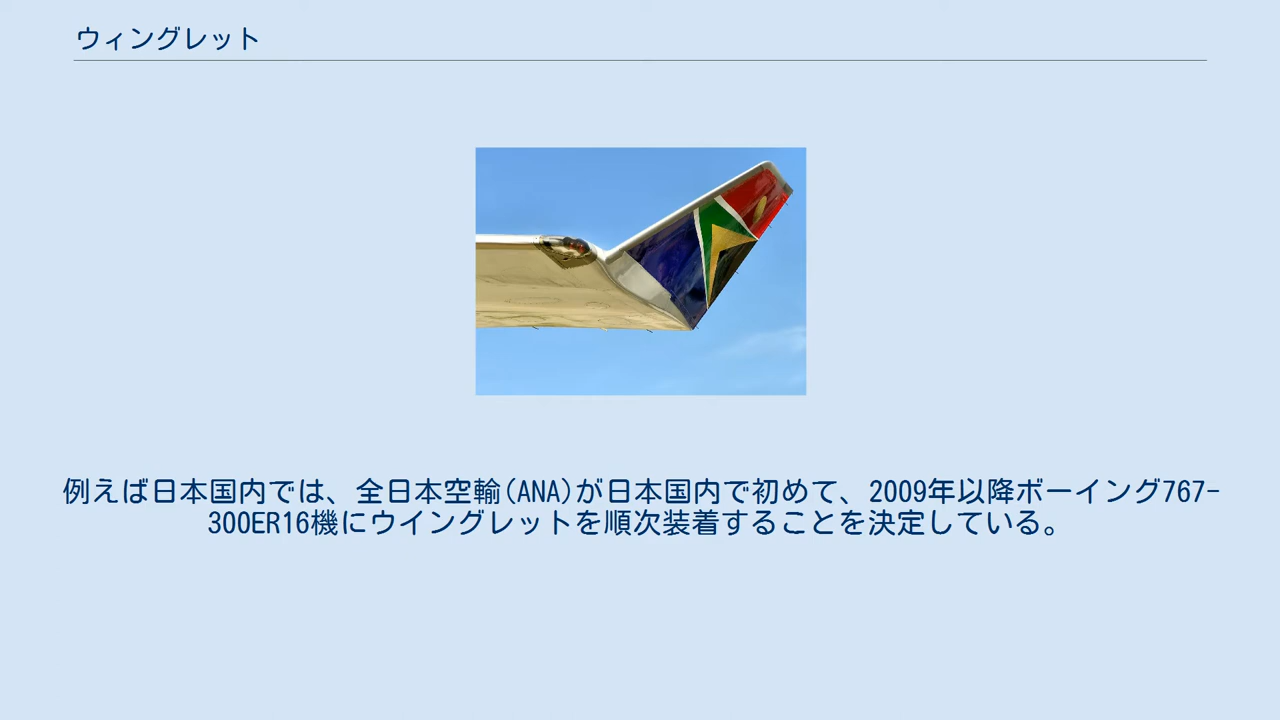 ウィングレット
例えば日本国内では、全日本空輸(ANA)が日本国内で初めて、2009年以降ボーイング767-
300ER16機にウイングレットを順次装着することを決定している。